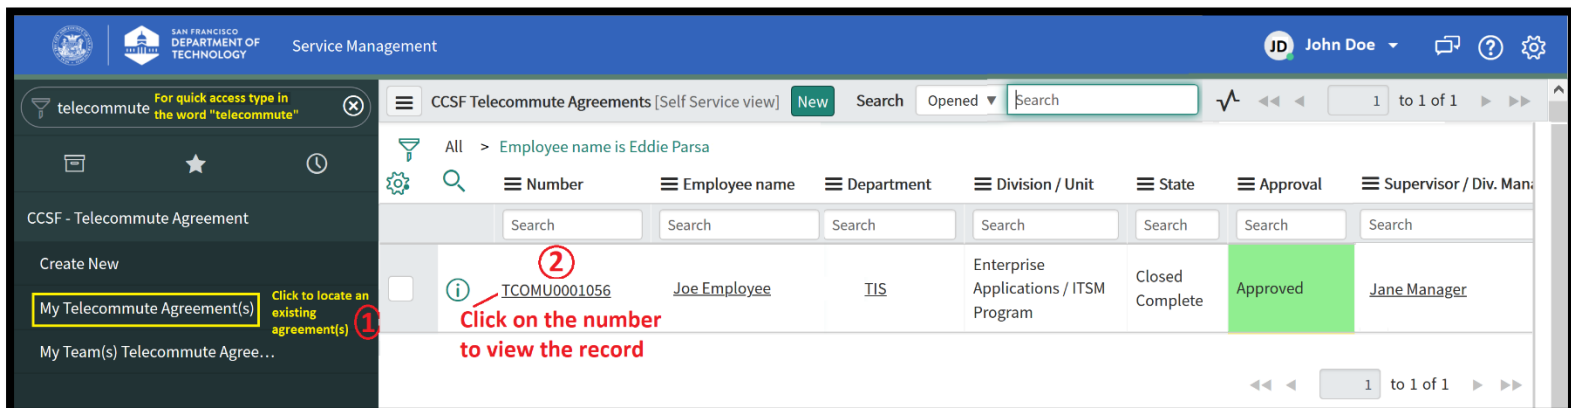 SAN FRANCISCO
DEPARTMENT OF
TECHNOLOGY
Service Management
JD John Doe
telecommute
For quick access type in
the word "telecommute"
CCSF Telecommute Agreements [Self Service view] New Search Opened Search 1 to 1 of 1
All > Employee name is Eddie Parsa
Number Employee name Department Division / Unit State Approval Supervisor / Div. Mana
Search Search Search Search Search Search Search
CCSF - Telecommute Agreement
Create New
My Telecommute Agreement(s)
Click to locate an
existing
agreement(s)
1
My Team(s) Telecommute Agree...
2
TCOMU0001056 Joe Employee TIS
Enterprise
Applications / ITSM
Program
Closed
Complete
Approved
Jane Manager
Click on the number
to view the record
1 to 1 of 1